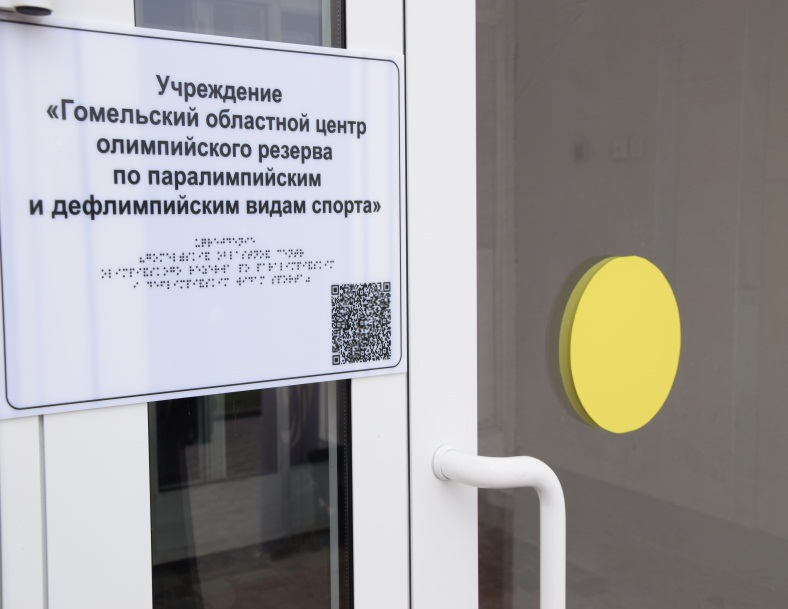 Учреждение
«Гомельский областной центр
олимпийского резерва
по паралимпийским
и дефлимпийским видам спорта»